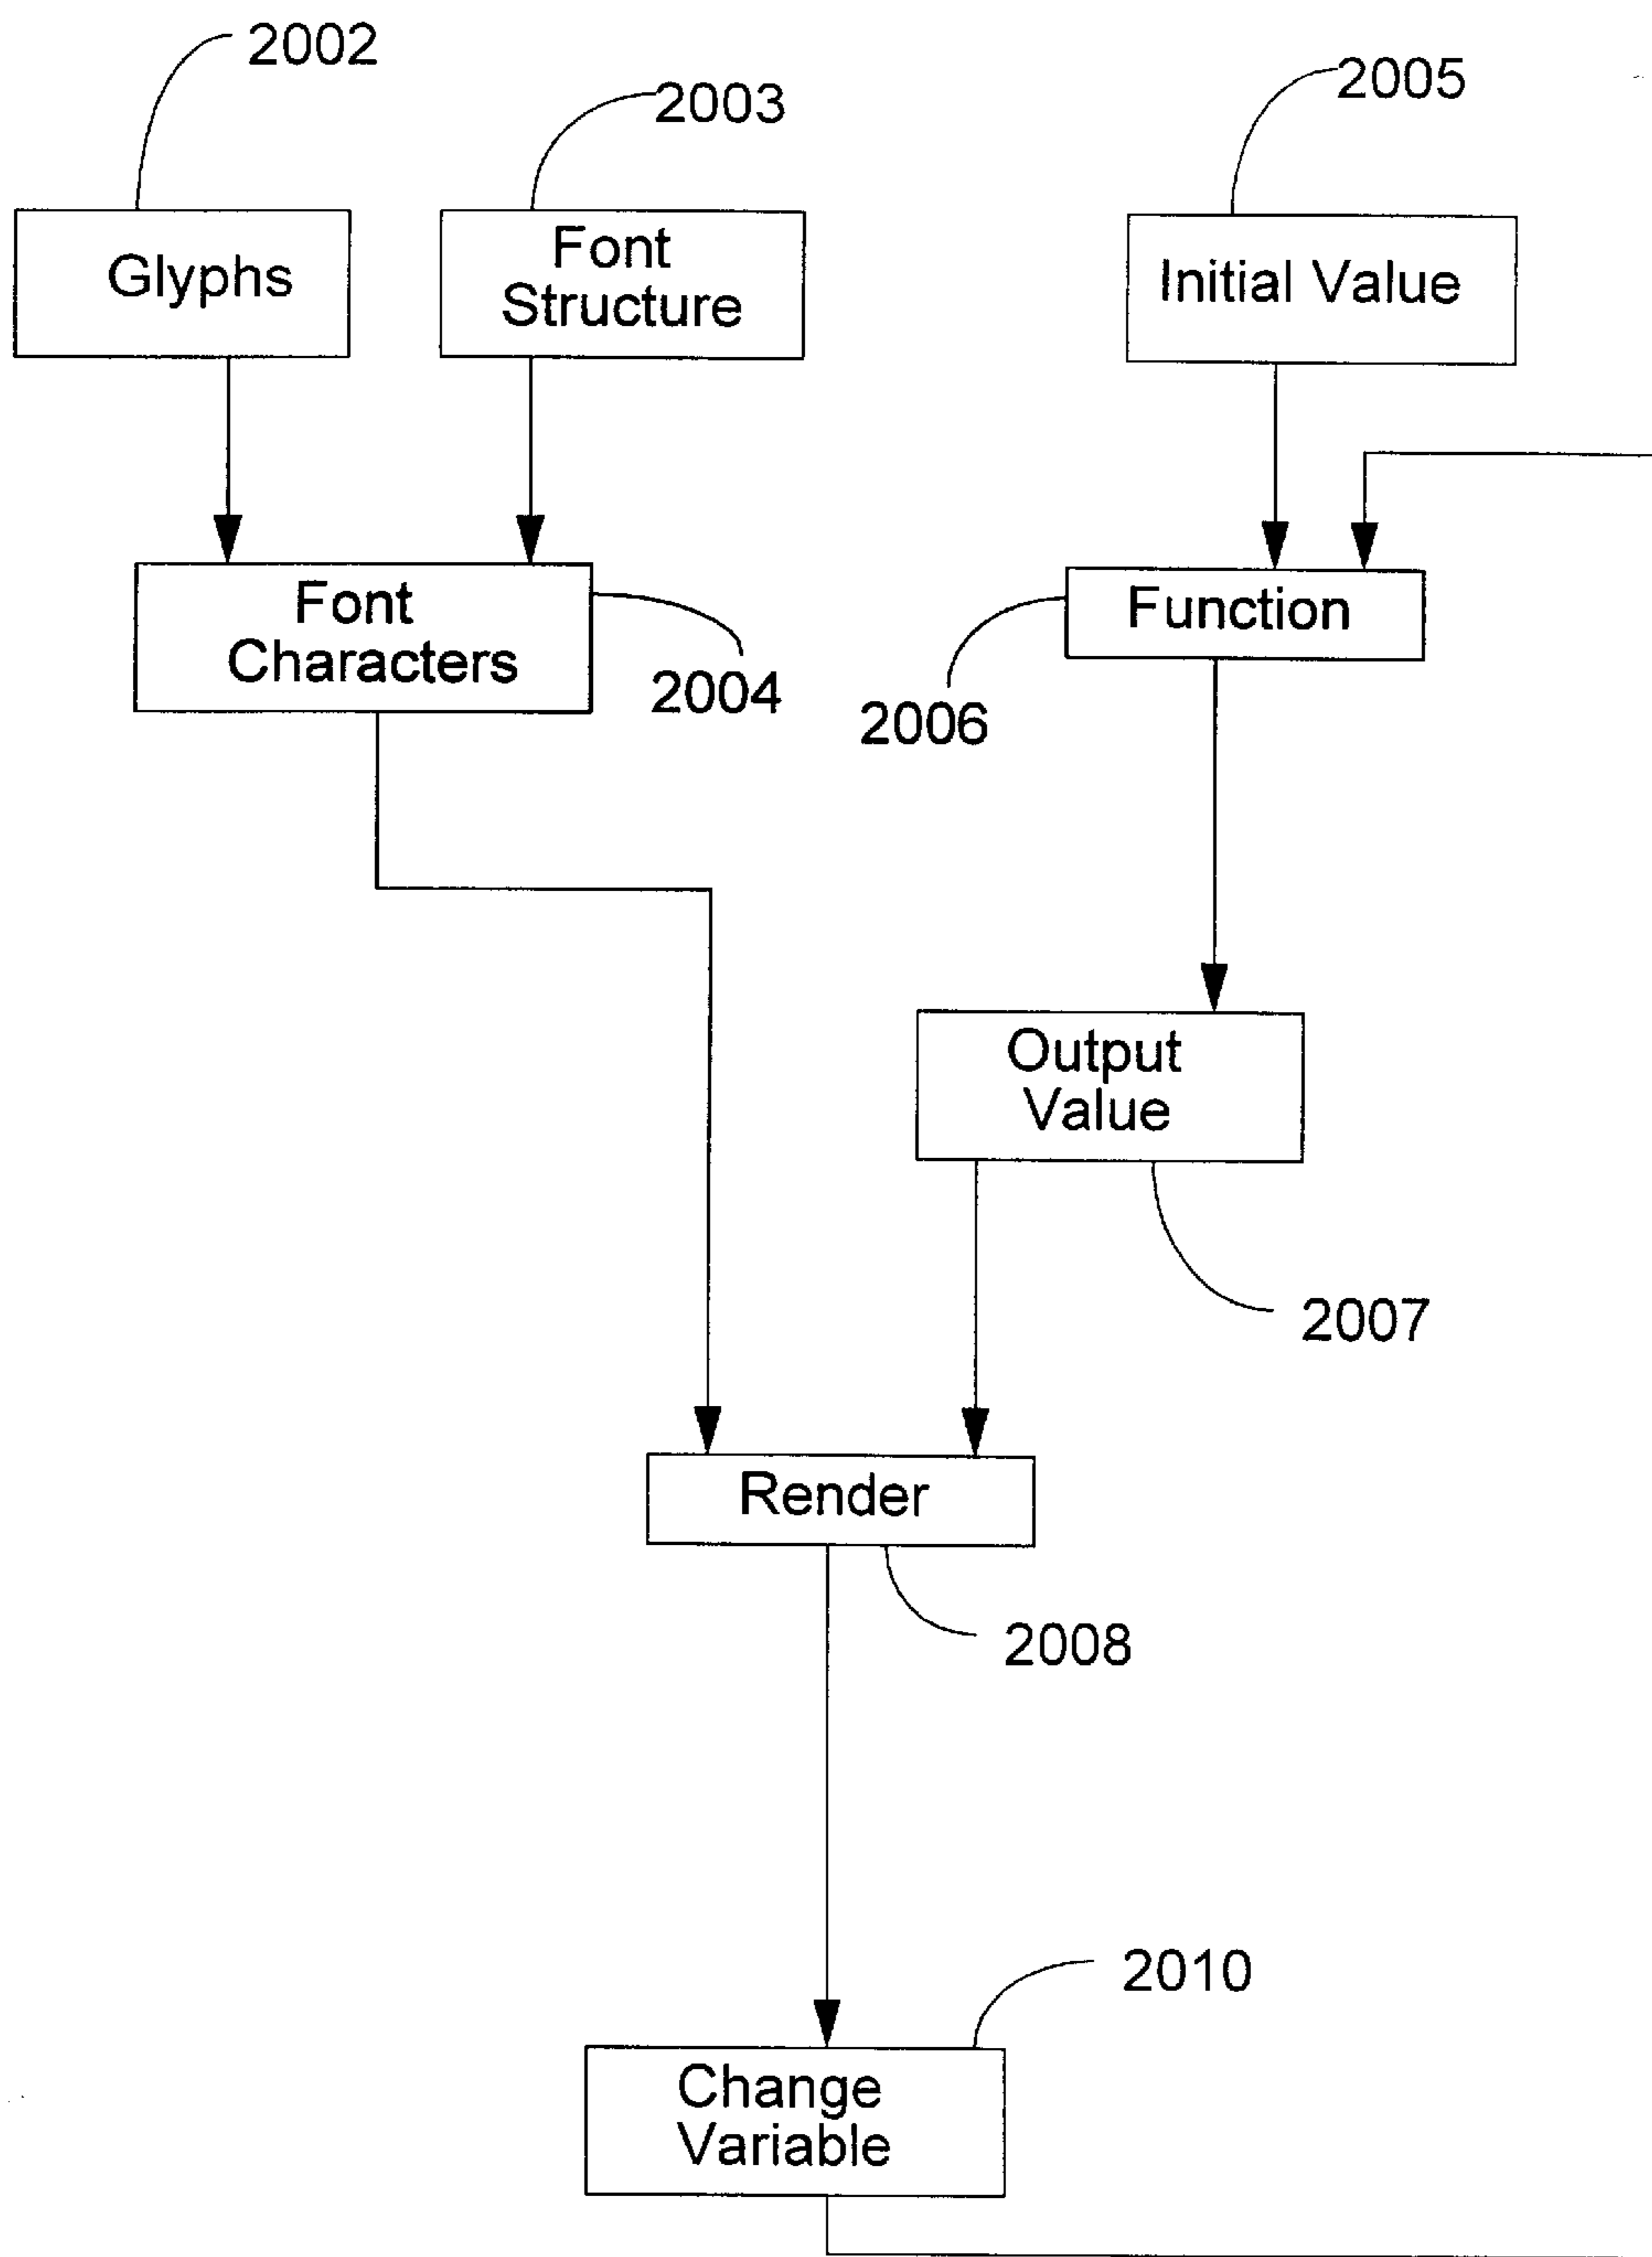 2002
2003
2005
Glyphs
Font
Structure
Initial Value
Font
Characters
2004
Function
2006
Output
Value
2007
Render
2008
2010
Change
Variable